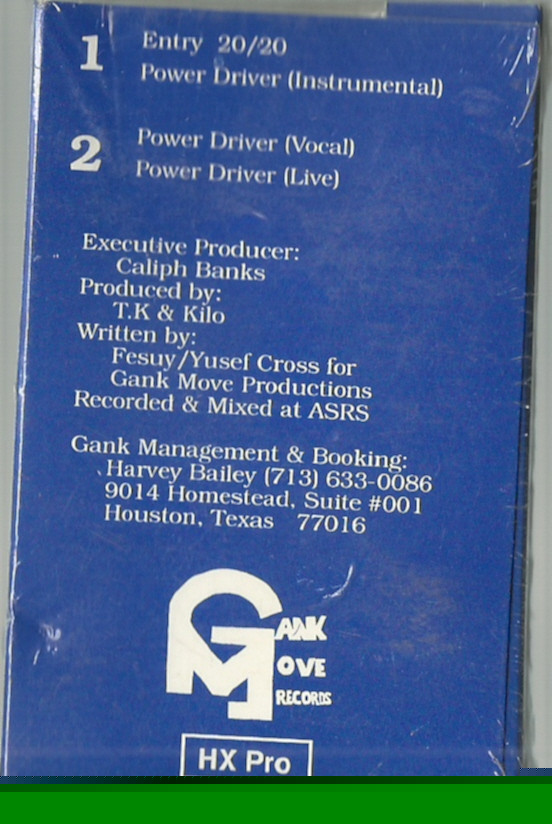 1 Entry 20/20
Power Driver (Instrumental)
2 Power Driver (Vocal)
Power Driver (Live)
Executive Producer:
Caliph Banks
Produced by:
T.K & Kilo
Written by:
Fesuy/Yusef Cross for
Gank Move Productions
Recorded & Mixed at ASRS
Gank Management & Booking:
Harvey Bailey (713) 633-0086
9014 Homestead, Suite #001
Houston, Texas 77016
GANK
MOVE
RECORDS
HX Pro